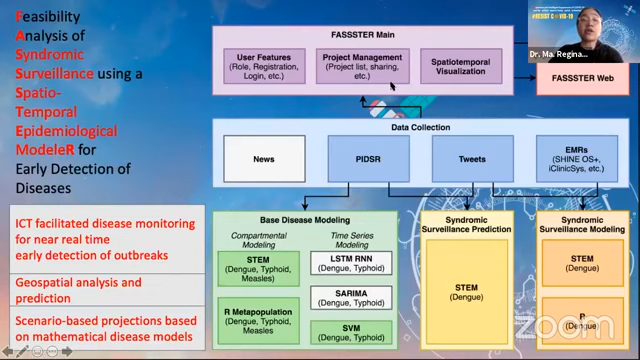 Feasibility
Analysis of
Syndromic
Surveillance using a
Spatio-
Temporal
Epidemiological
ModeleR for
Early Detection of
Diseases
ICT facilitated disease monitoring
for near real time
early detection of outbreaks
Geospatial analysis and
prediction
Scenario-based projections based
on mathematical disease models
FASSSTER Main
User Features
(Role, Registration,
Login, etc.)
Project Management
(Project list, sharing,
etc.)
Spatiotemporal
Visualization
FASSSTER Web
Data Collection
News
PIDSR
Tweets
EMRs
(SHINE OS+,
iClinicSys, etc.)
Base Disease Modeling
Compartmental
Modeling
STEM
(Dengue, Typhoid,
Measles)
R Metapopulation
(Dengue, Typhoid,
Measles
Time Series
Modeling
LSTM RNN
(Dengue, Typhoid)
SARIMA
(Dengue, Typhoid)
SVM
(Dengue, Typhoid)
Syndromic
Surveillance Prediction
STEM
(Dengue)
Syndromic
Surveillance Modeling
STEM
(Dengue)
R
(Dengue)
#RESIST COVID-19
Dr. Ma. Regina...
zoom